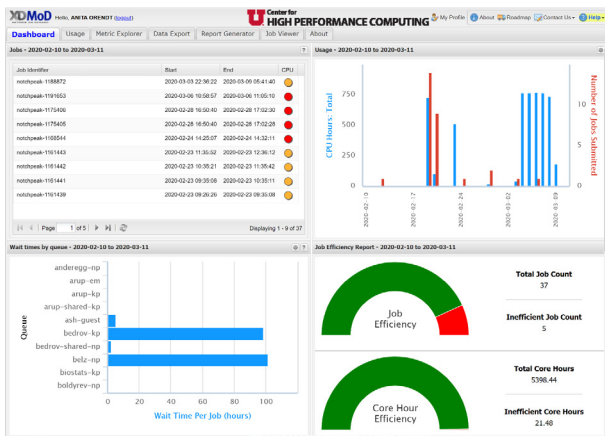 XDMoD Hello, ANITA ORENDT (logout)
Center for
HIGH PERFORMANCE COMPUTING
My Profile About Roadmap Contact Us Help
Dashboard Usage Metric Explorer Data Export Report Generator Job Viewer About
Jobs - 2020-02-10 to 2020-03-11 ?
Job Identifier Start End CPU
notchpeak-1188872 2020-03-03 22:36:22 2020-03-06 05:41:40
notchpeak-1191653 2020-03-06 10:58:57 2020-03-06 11:05:10
notchpeak-1175406 2020-02-28 16:50:40 2020-02-28 17:02:30
notchpeak-1175405 2020-02-28 16:50:40 2020-02-28 17:02:28
notchpeak-1168544 2020-02-24 14:25:07 2020-02-24 14:32:11
notchpeak-1161443 2020-02-23 11:35:52 2020-02-23 12:36:12
notchpeak-1161442 2020-02-23 10:35:21 2020-02-23 11:35:42
notchpeak-1161441 2020-02-23 09:35:08 2020-02-23 10:35:11
notchpeak-1161439 2020-02-23 09:26:26 2020-02-23 09:35:08
Page 1 of 5
Displaying 1 - 9 of 37
Usage - 2020-02-10 to 2020-03-11
CPU Hours: Total
750
500
250
0
10
5
0
Number of Jobs Submitted
2020-02-10
2020-02-17
2020-02-24
2020-03-02
2020-03-09
Wait times by queue - 2020-02-10 to 2020-03-11 ?
Queue
anderegg-np
arup-em
arup-kp
arup-shared-kp
ash-guest
bedrov-kp
bedrov-shared-np
belz-np
biostats-kp
boldyrev-np
0 20 40 60 80 100
Wait Time Per Job (hours)
Job Efficiency Report - 2020-02-10 to 2020-03-11
Job
Efficiency
Total Job Count
37
Inefficient Job Count
5
Core Hour
Efficiency
Total Core Hours
5398.44
Inefficient Core Hours
21.48